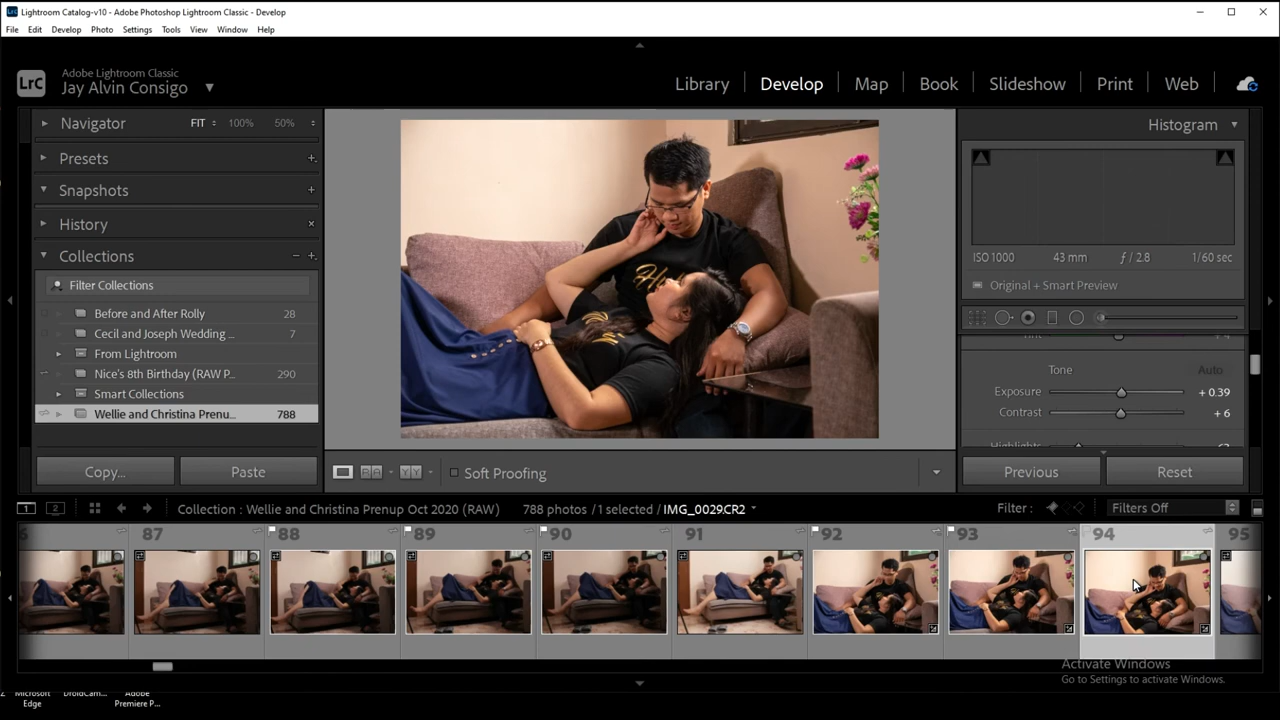 Lightroom Catalog-v10 - Adobe Photoshop Lightroom Classic - Develop
File Edit Develop Photo Settings Tools View Window Help
LrC Adobe Lightroom Classic
Jay Alvin Consigo
Library Develop Map Book Slideshow Print Web
Navigator FIT 100% 50%
Presets
Snapshots
History
Collections
Filter Collections
Before and After Rolly 28
Cecil and Joseph Wedding ... 7
From Lightroom
Nice's 8th Birthday (RAW P... 290
Smart Collections
Wellie and Christina Prenu... 788
Copy... Paste
Soft Proofing
Histogram
ISO 1000 43 mm ƒ / 2.8 1/60 sec
Original + Smart Preview
Tone Auto
Exposure + 0.39
Contrast + 6
Highlights
Previous Reset
1 2 Collection : Wellie and Christina Prenup Oct 2020 (RAW) 788 photos / 1 selected / IMG_0029.CR2 Filter : Filters Off
6 87 88 89 90 91 92 93 94 95
Activate Windows
Go to Settings to activate Windows.
Microsoft Edge
DroidCam...
Adobe Premiere P...